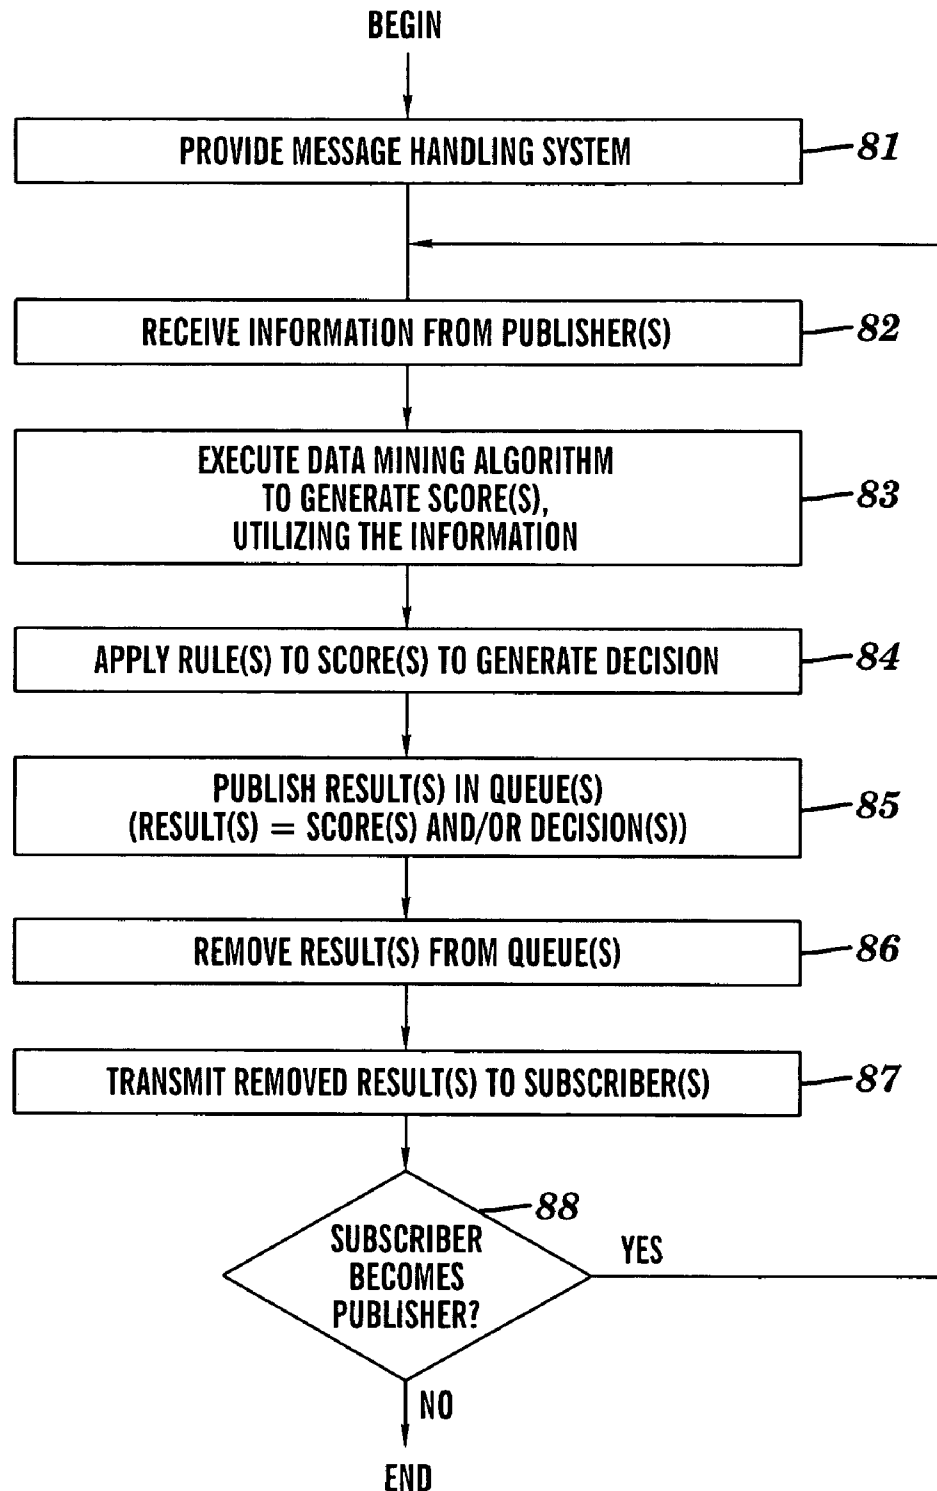 BEGIN
PROVIDE MESSAGE HANDLING SYSTEM
81
RECEIVE INFORMATION FROM PUBLISHER(S)
82
EXECUTE DATA MINING ALGORITHM
TO GENERATE SCORE(S),
UTILIZING THE INFORMATION
83
APPLY RULE(S) TO SCORE(S) TO GENERATE DECISION
84
PUBLISH RESULT(S) IN QUEUE(S)
(RESULT(S) = SCORE(S) AND/OR DECISION(S))
85
REMOVE RESULT(S) FROM QUEUE(S)
86
TRANSMIT REMOVED RESULT(S) TO SUBSCRIBER(S)
87
88
SUBSCRIBER
BECOMES
PUBLISHER?
YES
NO
END